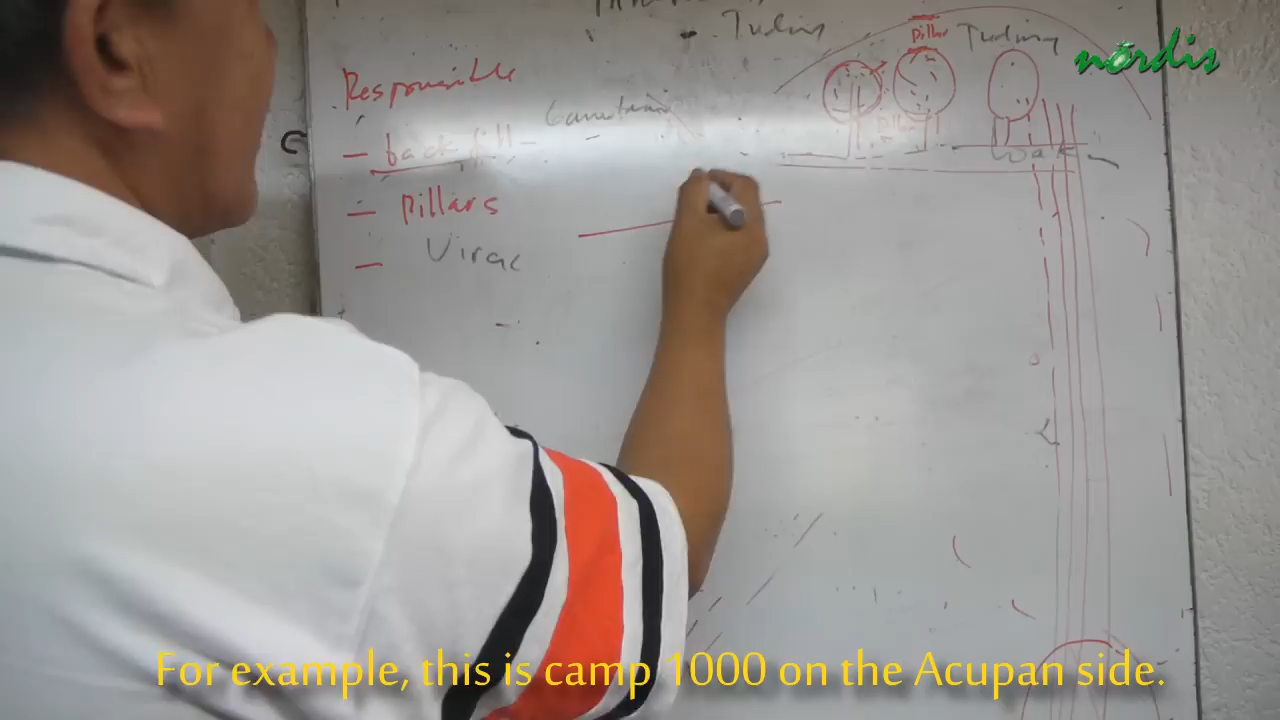 Tuding
Responsible
pillar Tuding
nordis
- back fill -
- Pillars
- Virac
For example, this is camp 1000 on the Acupan side.